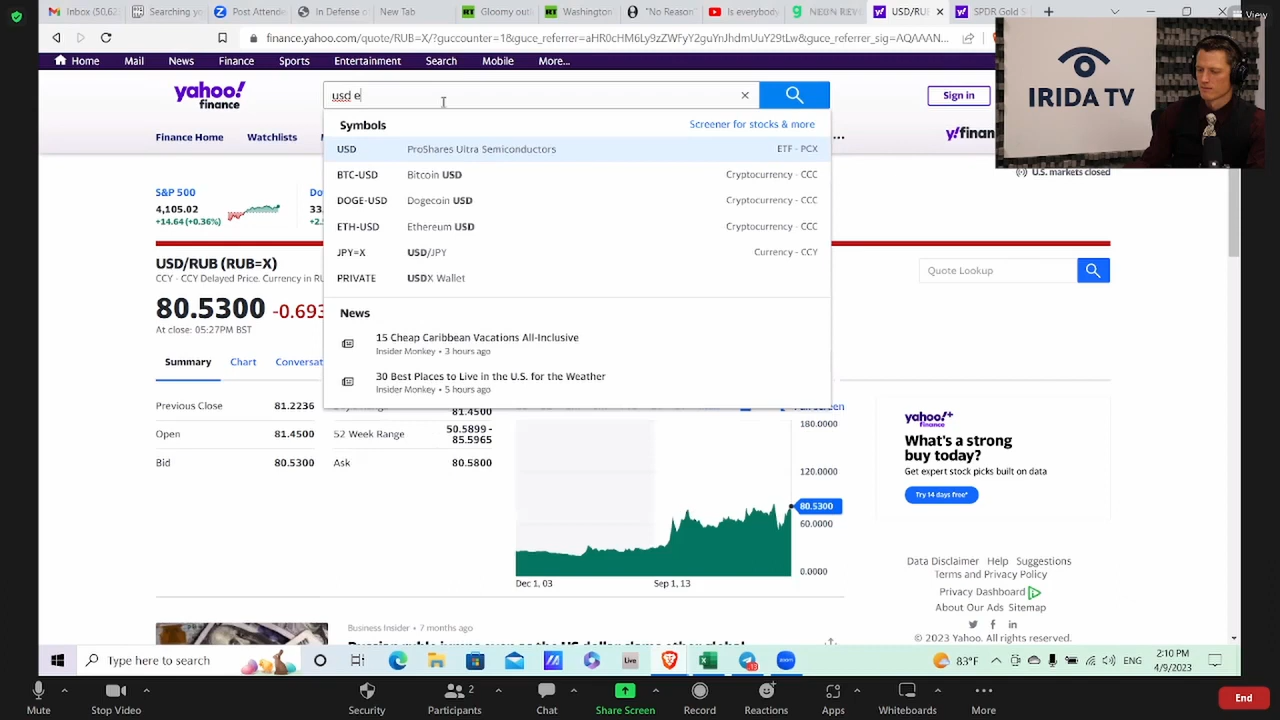 Inbox (50,62
Searching yo
Post Attende
In Defense o
New Tab
Gloomy outl
Washington
"No Reason
Is everybody
NEON REVI
USD/RU
SPDR Gold S
View
finance.yahoo.com/quote/RUB=X/?guccounter=1&guce_referrer=aHR0cHM6Ly9zZWFyY2guYnJhdmUuY29tLw&guce_referrer_sig=AQAAAN...
Home
Mail
News
Finance
Sports
Entertainment
Search
Mobile
More...
yahoo!
finance
usd e
Sign in
IRIDA TV
Finance Home
Watchlists
y!finan
U.S. markets closed
Symbols
Screener for stocks & more
USD ProShares Ultra Semiconductors ETF - PCX
BTC-USD Bitcoin USD Cryptocurrency - CCC
DOGE-USD Dogecoin USD Cryptocurrency - CCC
ETH-USD Ethereum USD Cryptocurrency - CCC
JPY=X USD/JPY Currency - CCY
PRIVATE USDX Wallet
News
15 Cheap Caribbean Vacations All-Inclusive
Insider Monkey • 3 hours ago
30 Best Places to Live in the U.S. for the Weather
Insider Monkey • 5 hours ago
S&P 500
4,105.02
+14.64 (+0.36%)
Do
33,
+2.
USD/RUB (RUB=X)
CCY - CCY Delayed Price. Currency in RU
80.5300 -0.693
At close: 05:27PM BST
Quote Lookup
Summary
Chart
Conversat
Previous Close 81.2236
Open 81.4500
Bid 80.5300
81.4500
52 Week Range 50.5899 -
85.5965
Ask 80.5800
180.0000
120.0000
80.5300
60.0000
0.0000
Dec 1, 03
Sep 1, 13
yahoo!+
finance
What's a strong
buy today?
Get expert stock picks built on data
Try 14 days free*
Data Disclaimer Help Suggestions
Terms and Privacy Policy
Privacy Dashboard
About Our Ads Sitemap
© 2023 Yahoo. All rights reserved.
Business Insider • 7 months ago
Type here to search
Live
zoom
83°F
ENG
2:10 PM
4/9/2023
Mute
Stop Video
Security
2
Participants
Chat
Share Screen
Record
Reactions
Apps
Whiteboards
More
End